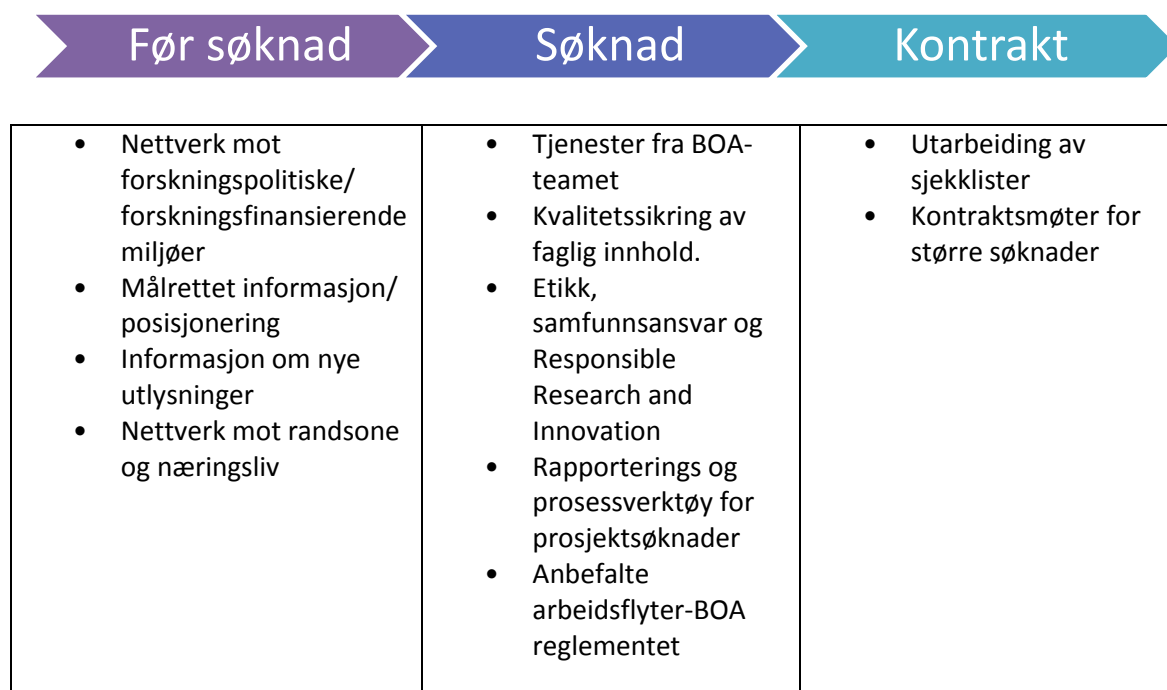 Før søknad
Søknad
Kontrakt
• Nettverk mot
forskningspolitiske/
forskningsfinansierende
miljøer
• Målrettet informasjon/
posisjonering
• Informasjon om nye
utlysninger
• Nettverk mot randsone
og næringsliv
• Tjenester fra BOA-
teamet
• Kvalitetssikring av
faglig innhold.
• Etikk,
samfunnsansvar og
Responsible
Research and
Innovation
• Rapporterings og
prosessverktøy for
prosjektsøknader
• Anbefalte
arbeidsflyter-BOA
reglementet
• Utarbeiding av
sjekklister
• Kontraktsmøter for
større søknader